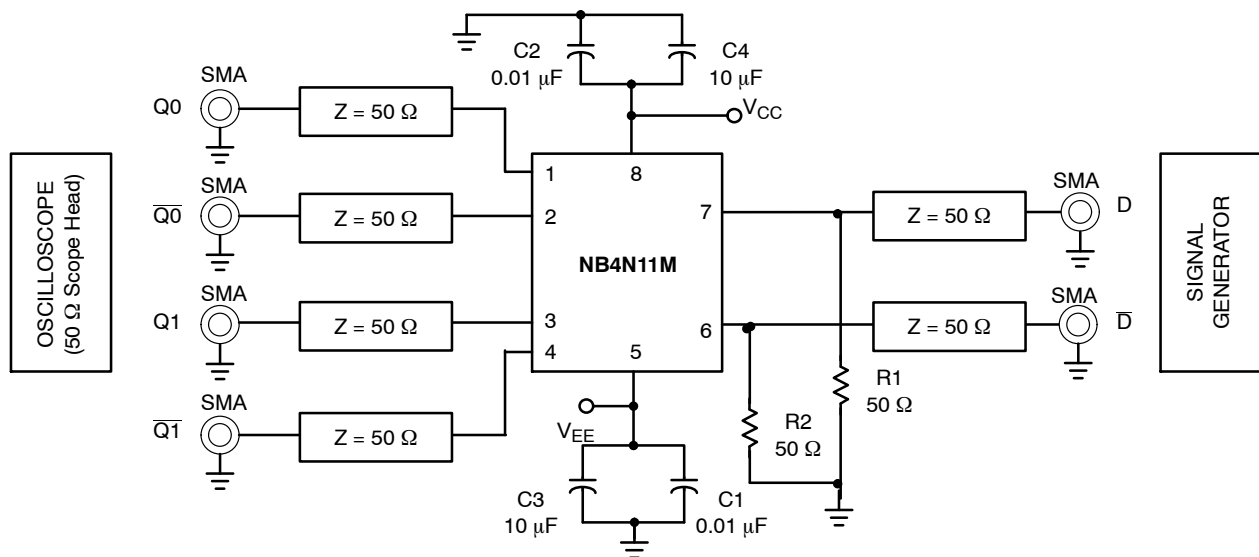 C2
0.01 μF
C4
10 μF
V_CC
SMA
Q0
Z = 50 Ω
SMA
Q̅0̅
Z = 50 Ω
SMA
Q1
Z = 50 Ω
SMA
Q̅1̅
Z = 50 Ω
OSCILLOSCOPE
(50 Ω Scope Head)
1
2
3
4
5
6
7
8
NB4N11M
V_EE
C3
10 μF
C1
0.01 μF
Z = 50 Ω
SMA
D
Z = 50 Ω
SMA
D̅
R1
50 Ω
R2
50 Ω
SIGNAL
GENERATOR